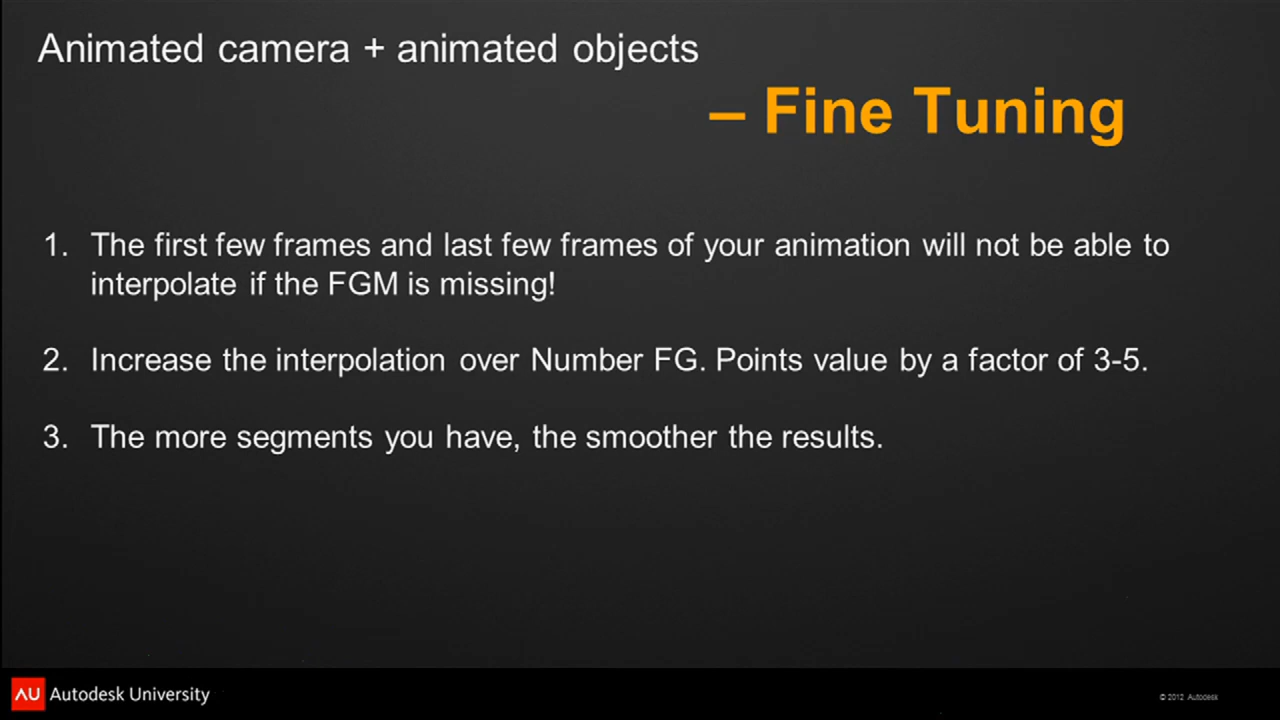 Animated camera + animated objects
– Fine Tuning
1. The first few frames and last few frames of your animation will not be able to
interpolate if the FGM is missing!
2. Increase the interpolation over Number FG. Points value by a factor of 3-5.
3. The more segments you have, the smoother the results.
AU Autodesk University
© 2012 Autodesk